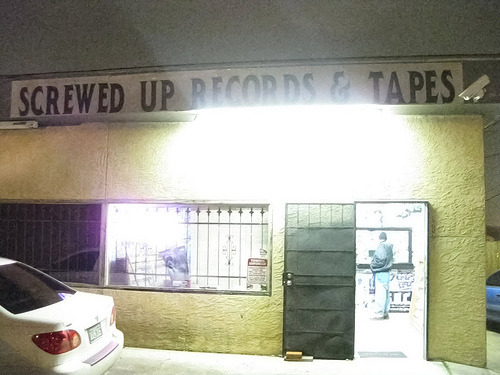 SCREWED UP RECORDS & TAPES